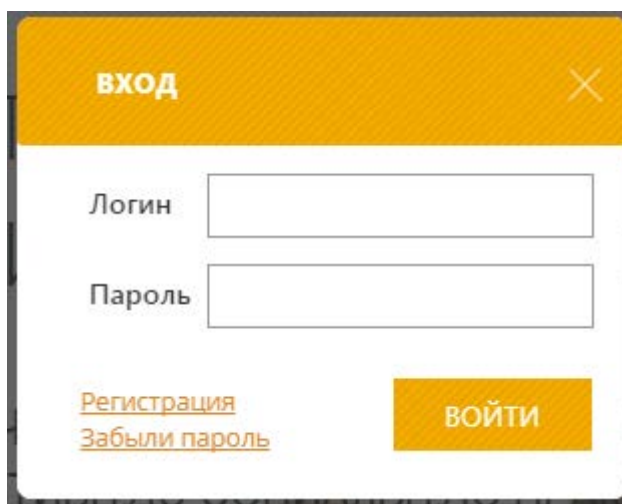 ВХОД
Логин
Пароль
Регистрация
Забыли пароль
ВОЙТИ